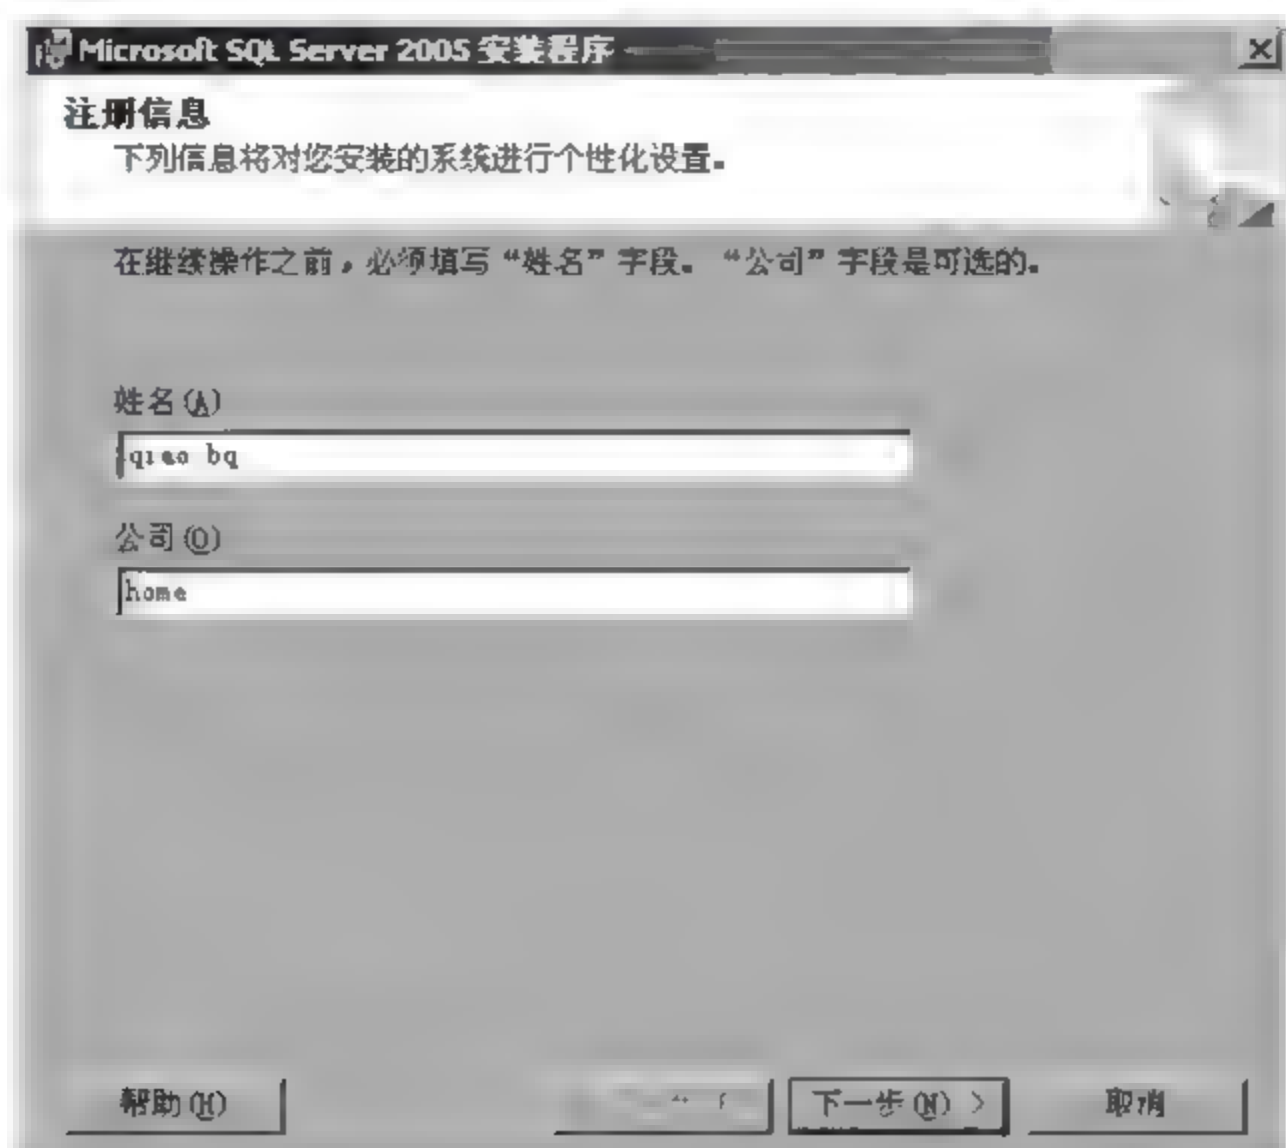 Microsoft SQL Server 2005 安装程序
注册信息
下列信息将对您安装的系统进行个性化设置。
在继续操作之前，必须填写“姓名”字段。“公司”字段是可选的。
姓名(A)
qiao bq
公司(O)
home
帮助(H)
下一步(N) >
取消